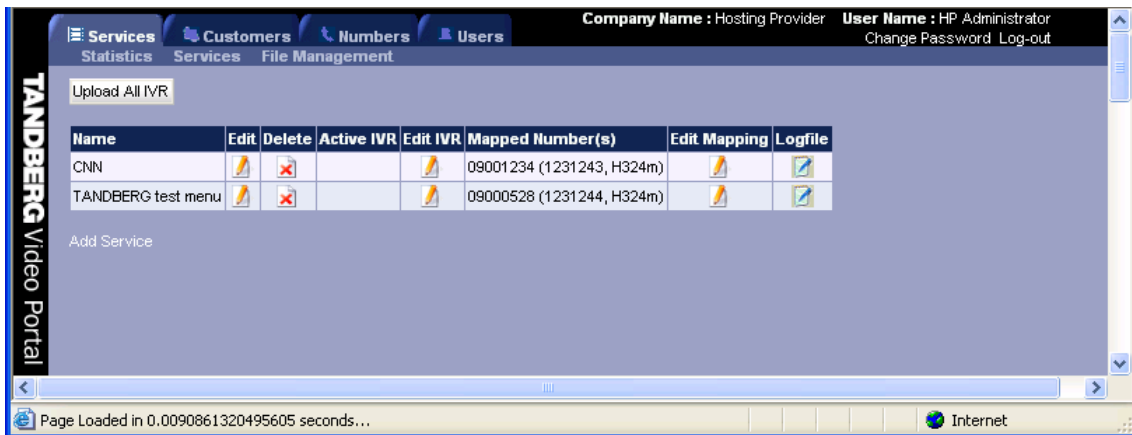 Company Name : Hosting Provider User Name : HP Administrator
Services Customers Numbers Users
Change Password Log-out
Statistics Services File Management
TANDBERG Video Portal
Upload All IVR
Name Edit Delete Active IVR Edit IVR Mapped Number(s) Edit Mapping Logfile
CNN 09001234 (1231243, H324m)
TANDBERG test menu 09000528 (1231244, H324m)
Add Service
Page Loaded in 0.0090861320495605 seconds...
Internet